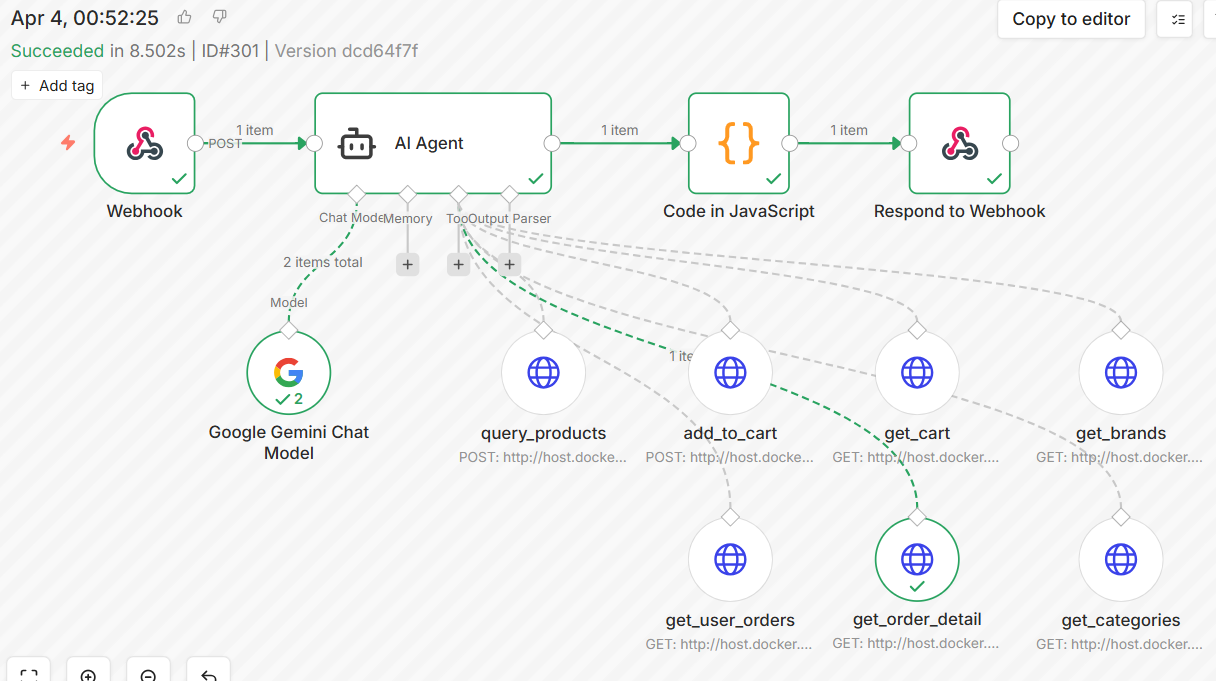 Apr 4, 00:52:25
Copy to editor
Succeeded in 8.502s | ID#301 | Version dcd64f7f
+ Add tag
POST
1 item
AI Agent
1 item
{}
1 item
Webhook
Code in JavaScript
Respond to Webhook
Chat Mode
Memory
Too
Output Parser
2 items total
Model
1 ite
2
Google Gemini Chat
Model
query_products
POST: http://host.docke...
add_to_cart
POST: http://host.docke...
get_cart
GET: http://host.docker....
get_brands
GET: http://host.docker....
get_user_orders
GET: http://host.docker....
get_order_detail
GET: http://host.docker....
get_categories
GET: http://host.docker....